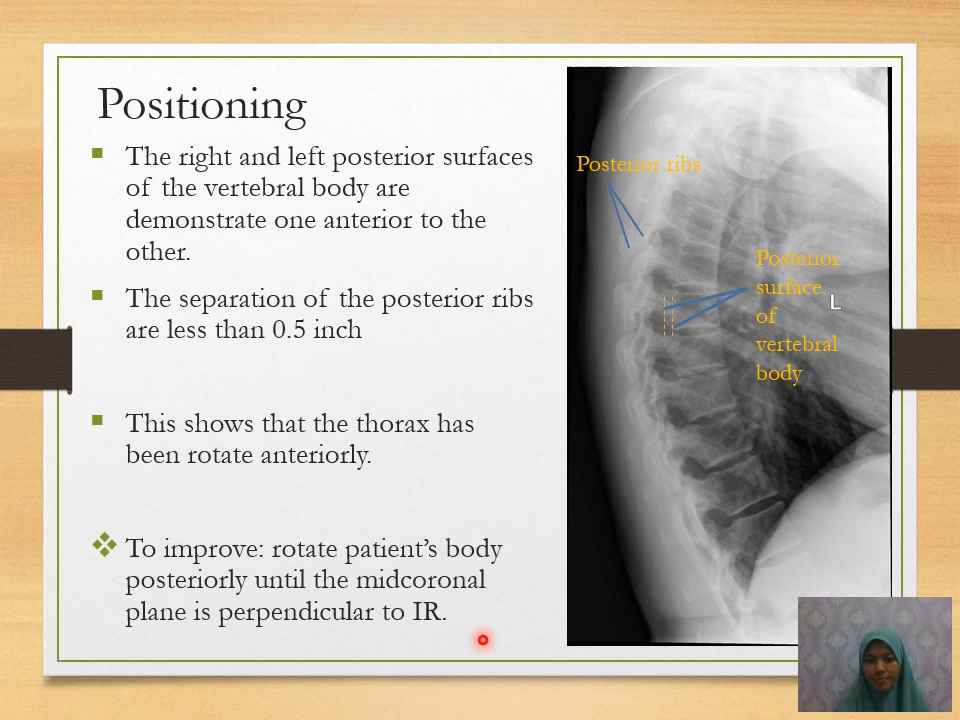 Positioning
The right and left posterior surfaces
of the vertebral body are
demonstrate one anterior to the
other.
The separation of the posterior ribs
are less than 0.5 inch
This shows that the thorax has
been rotate anteriorly.
To improve: rotate patient's body
posteriorly until the midcoronal
plane is perpendicular to IR.
Posterior ribs
Posterior
surface
of
vertebral
body
L